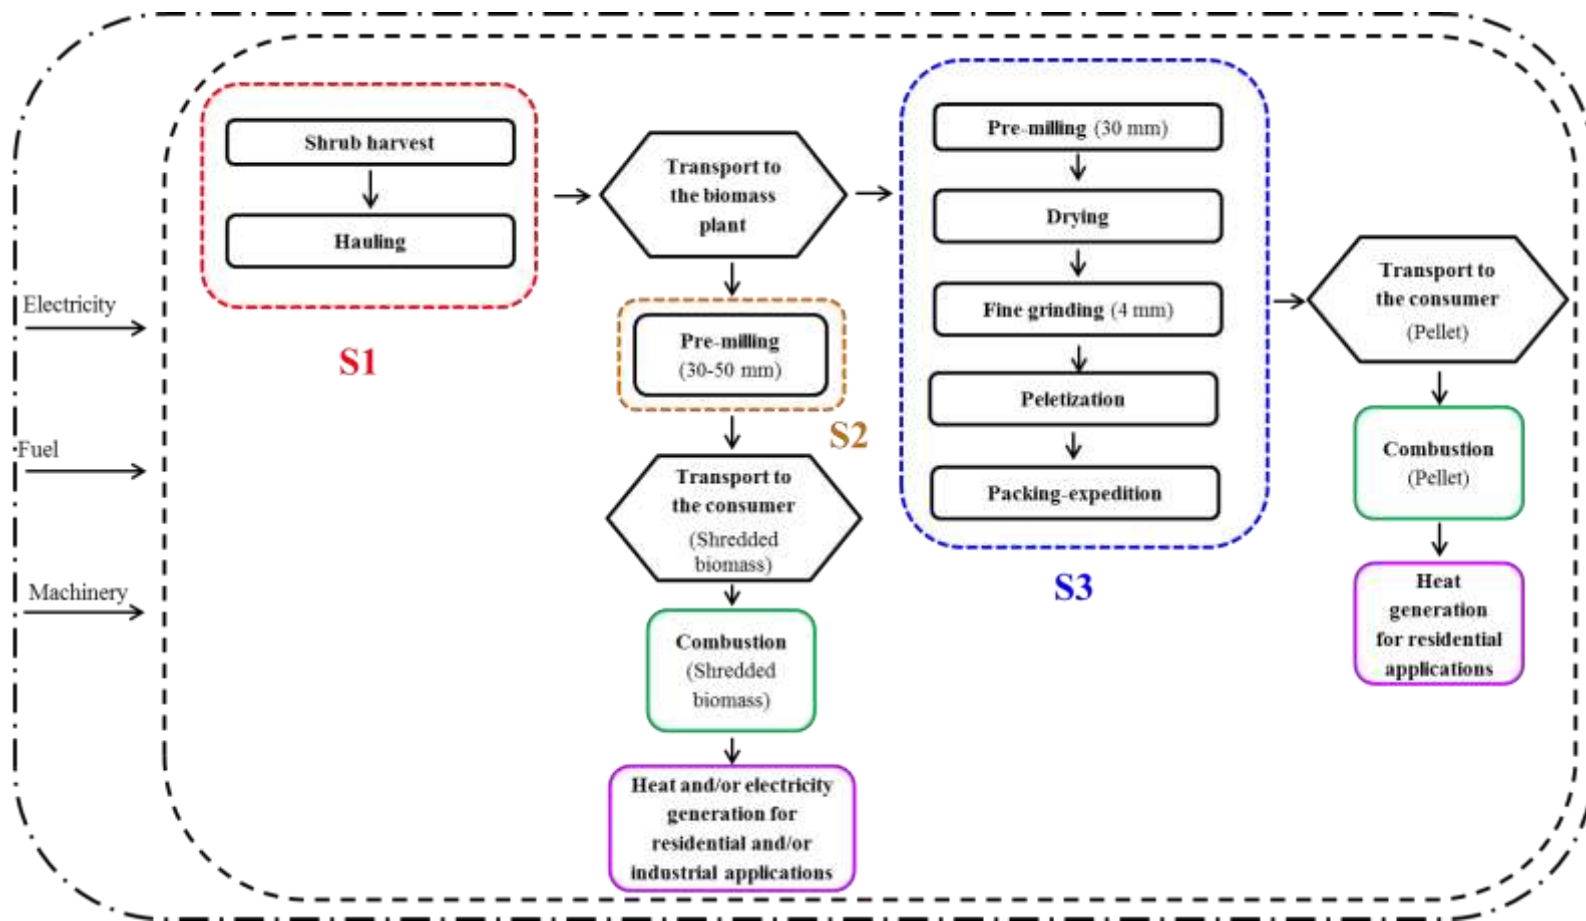 Electricity
Fuel
Machinery
Shrub harvest
Hauling
S1
Transport to
the biomass
plant
Pre-milling
(30-50 mm)
S2
Transport to
the consumer
(Shredded
biomass)
Combustion
(Shredded
biomass)
Heat and/or electricity
generation for
residential and/or
industrial applications
Pre-milling (30 mm)
Drying
Fine grinding (4 mm)
Peletization
Packing-expedition
S3
Transport to
the consumer
(Pellet)
Combustion
(Pellet)
Heat
generation
for residential
applications